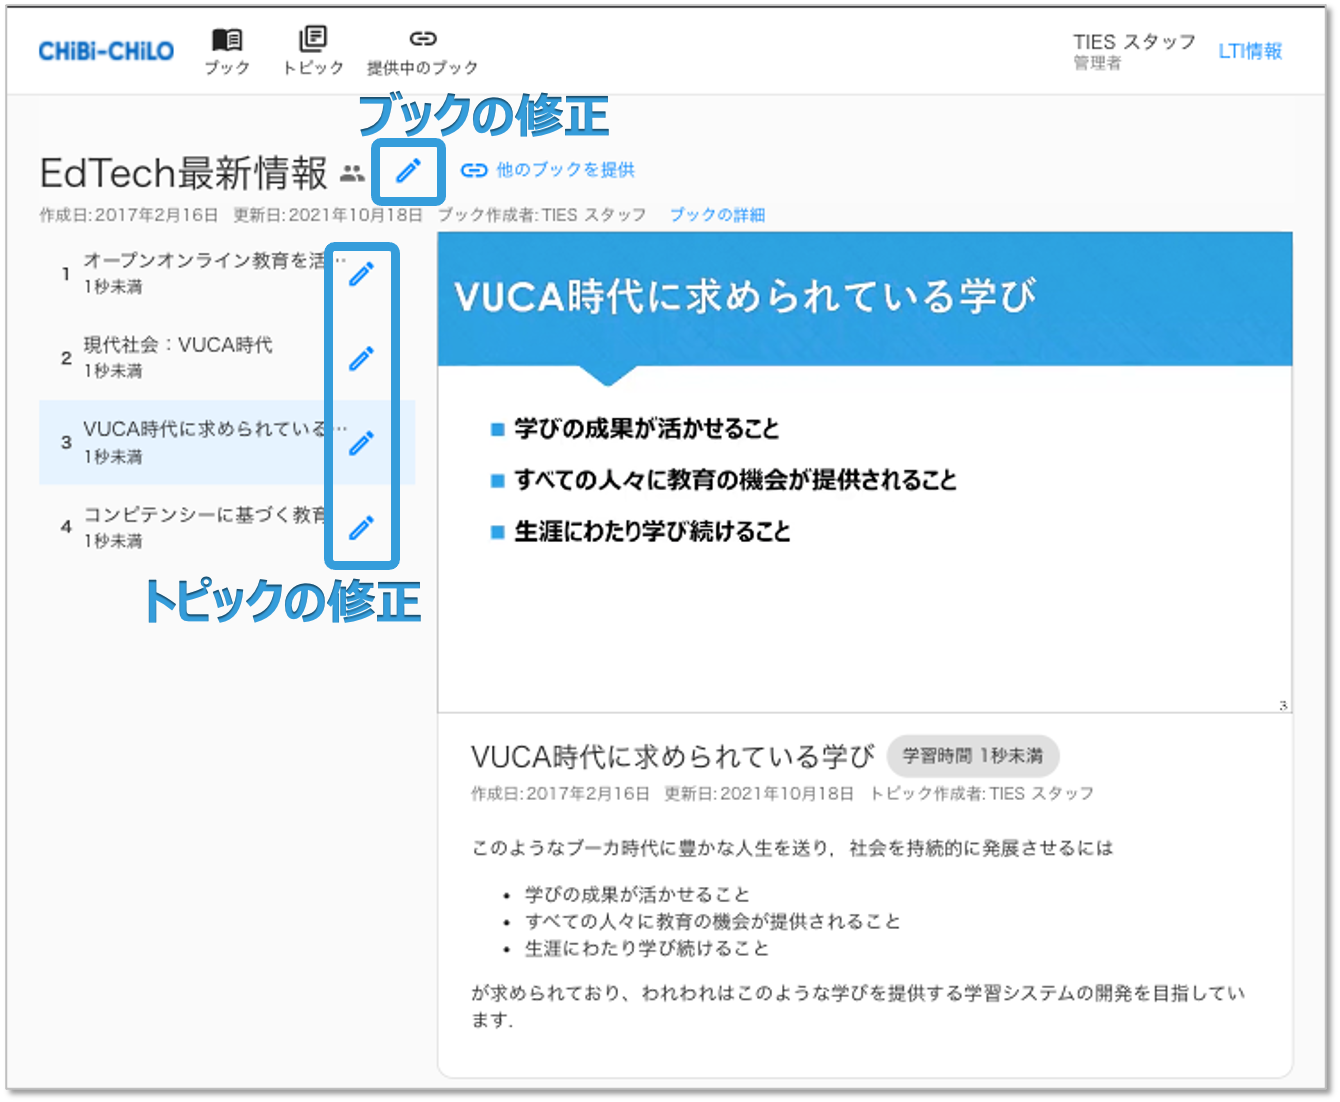 CHiBi-CHiLO
ブック
トピック
提供中のブック
TIES スタッフ
管理者
LTI情報
ブックの修正
EdTech最新情報
他のブックを提供
作成日:2017年2月16日 更新日:2021年10月18日 ブック作成者:TIES スタッフ ブックの詳細
1 オープンオンライン教育を活…
1秒未満
2 現代社会：VUCA時代
1秒未満
3 VUCA時代に求められている…
1秒未満
4 コンピテンシーに基づく教育
1秒未満
トピックの修正
VUCA時代に求められている学び
■ 学びの成果が活かせること
■ すべての人々に教育の機会が提供されること
■ 生涯にわたり学び続けること
3
VUCA時代に求められている学び 学習時間 1秒未満
作成日:2017年2月16日 更新日:2021年10月18日 トピック作成者:TIES スタッフ
このようなブーカ時代に豊かな人生を送り，社会を持続的に発展させるには
• 学びの成果が活かせること
• すべての人々に教育の機会が提供されること
• 生涯にわたり学び続けること
が求められており、われわれはこのような学びを提供する学習システムの開発を目指してい
ます.